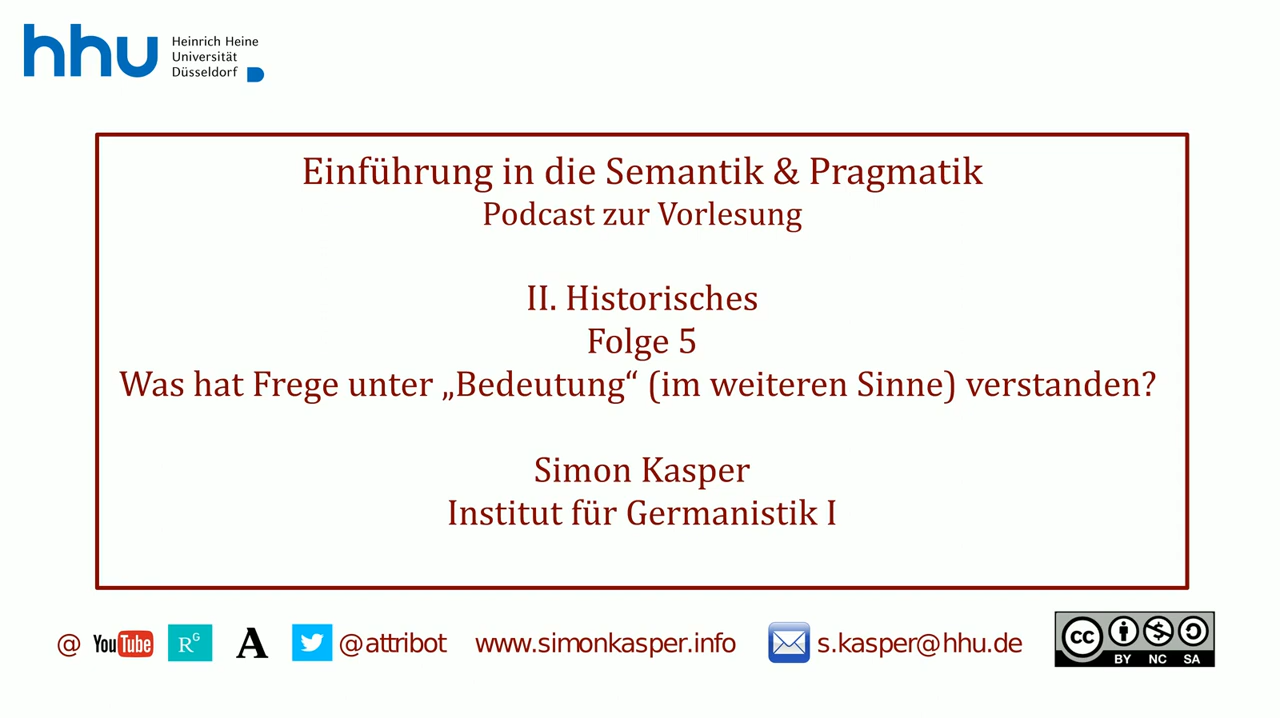 hhu Heinrich Heine
Universität
Düsseldorf
Einführung in die Semantik & Pragmatik
Podcast zur Vorlesung
II. Historisches
Folge 5
Was hat Frege unter „Bedeutung“ (im weiteren Sinne) verstanden?
Simon Kasper
Institut für Germanistik I
@ YouTube RG A @attribot www.simonkasper.info s.kasper@hhu.de
cc
BY NC SA